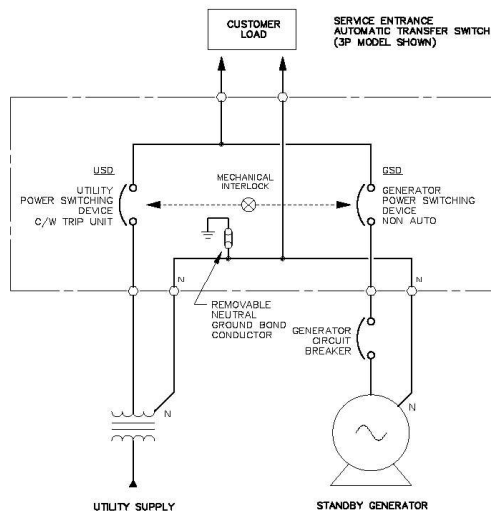 CUSTOMER
LOAD
SERVICE ENTRANCE
AUTOMATIC TRANSFER SWITCH
(3P MODEL SHOWN)
USD
UTILITY
POWER SWITCHING
DEVICE
C/W TRIP UNIT
MECHANICAL
INTERLOCK
GSD
GENERATOR
POWER SWITCHING
DEVICE
NON AUTO
N
N
REMOVABLE
NEUTRAL
GROUND BOND
CONDUCTOR
GENERATOR
CIRCUIT
BREAKER
N
N
UTILITY SUPPLY
STANDBY GENERATOR